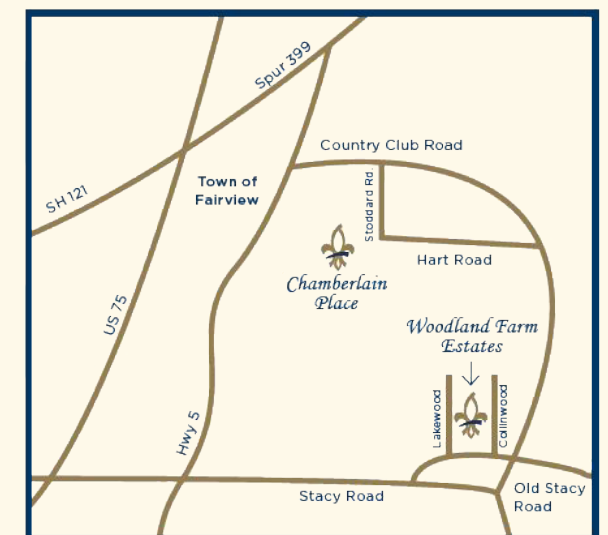 Spur 399
SH 121
Town of
Fairview
Country Club Road
Stoddard Rd.
Hart Road
Chamberlain
Place
US 75
Woodland Farm
Estates
Lakewood
Collinwood
Hwy 5
Stacy Road
Old Stacy
Road